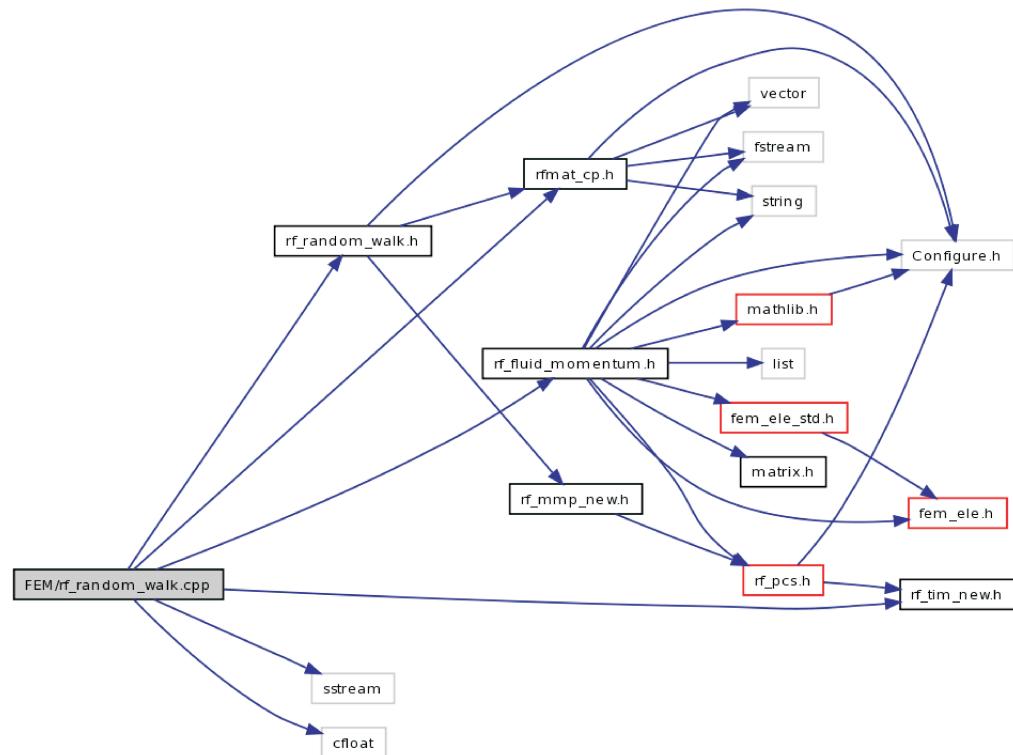 vector
fstream
rfmat_cp.h
string
rf_random_walk.h
Configure.h
mathlib.h
rf_fluid_momentum.h
list
fem_ele_std.h
matrix.h
rf_mmp_new.h
fem_ele.h
FEM/rf_random_walk.cpp
rf_pcs.h
rf_tim_new.h
sstream
cfloat